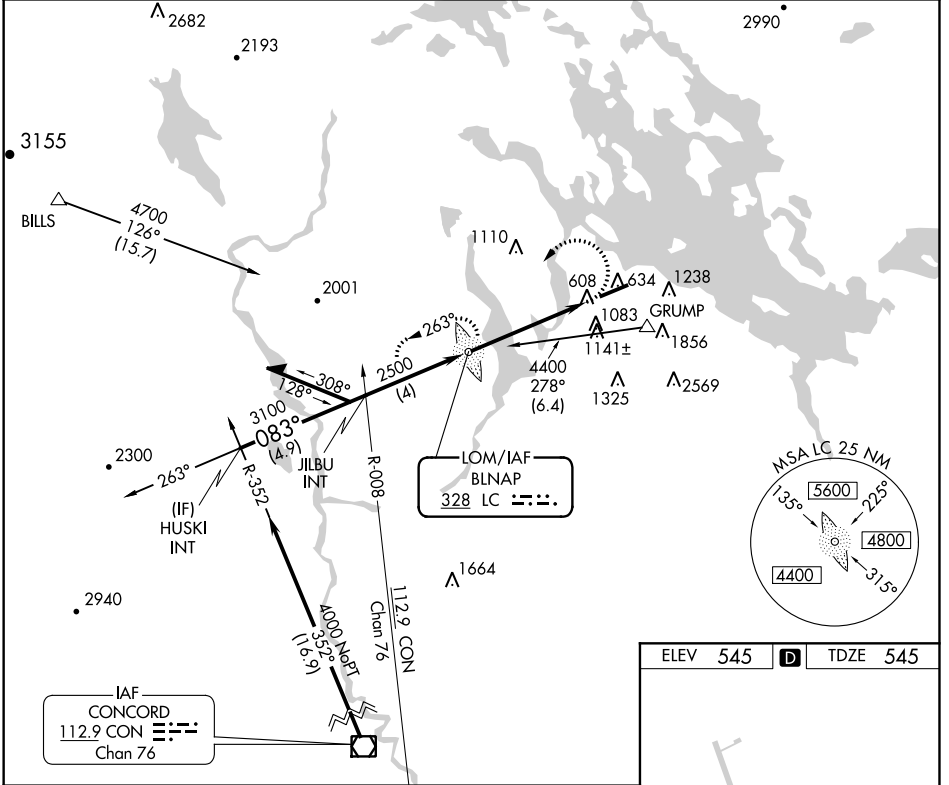 2682
2193
2990
3155
BILLS
4700
126°
(15.7)
2001
1110
608
634
1238
GRUMP
1083
1141±
1856
4400
278°
(6.4)
1325
2569
263°
2500
(4)
308°
128°
3100
083°
(4.9)
JILBU
INT
2300
263°
(IF)
HUSKI
INT
R-352
R-008
LOM/IAF
BLNAP
328 LC
MSA LC 25 NM
135°
5600
225°
4800
4400
315°
1664
2940
4000 NoPT
352°
(16.9)
112.9 CON
Chan 76
IAF
CONCORD
112.9 CON
Chan 76
ELEV 545 D TDZE 545